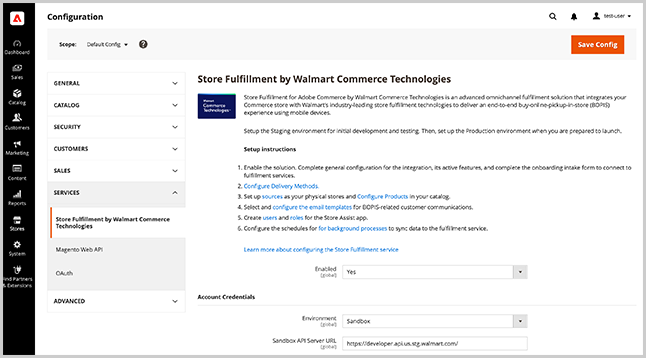 Configuration
test-user
Scope: Default Config ?
Save Config
Dashboard
Sales
Catalog
Customers
Marketing
Content
Reports
Stores
System
Find Partners
& Extensions
GENERAL
CATALOG
SECURITY
CUSTOMERS
SALES
SERVICES
Store Fulfillment by Walmart Commerce
Technologies
Magento Web API
OAuth
ADVANCED
Store Fulfillment by Walmart Commerce Technologies
Walmart
Commerce
Technologies
Store Fulfillment for Adobe Commerce by Walmart Commerce Technologies is an advanced omnichannel fulfillment solution that integrates your
Commerce store with Walmart's industry-leading store fulfillment technologies to deliver an end-to-end buy-onli ne-pickup-in-store (BOPIS)
experience using mobile devices.
Setup the Staging environment for initial development and testing. Then, set up the Production environment when you are prepared to launch.
Setup instructions
1. Enable the solution. Complete general configuration for the integration, its active features, and complete the onboarding intake form to connect to
fulfillment services.
2. Configure Delivery Methods.
3. Set up sources as your physical stores and Configure Products in your catalog.
4. Select and configure the email templates for BOPIS-related customer communications.
5. Create users and roles for the Store Assist app.
6. Configure the schedules for for background processes to sync data to the fulfillment service.
Learn more about configuring the Store Fulfillment service
Enabled
[global]
Yes
Account Credentials
Environment
[global]
Sandbox
Sandbox API Server URL
[global]
https://developer.api.us.stg.walmart.com/